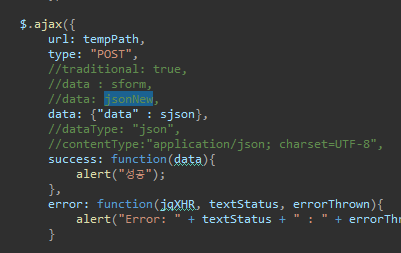 $.ajax({
url: tempPath,
type: "POST",
//traditional: true,
//data : sform,
//data: jsonNew,
data: {"data" : sjson},
//dataType: "json",
//contentType:"application/json; charset=UTF-8",
success: function(data){
alert("성공");
},
error: function(jqXHR, textStatus, errorThrown){
alert("Error: " + textStatus + " : " + errorThr
}